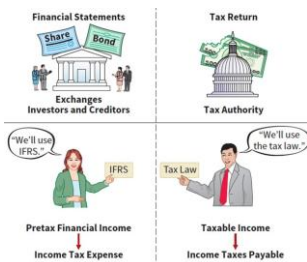 Financial Statements
Share
Bond
Exchanges
Investors and Creditors
Tax Return
Tax Authority
"We'll use
IFRS."
IFRS
Pretax Financial Income
Income Tax Expense
"We'll use
the tax law."
Tax Law
Taxable Income
Income Taxes Payable